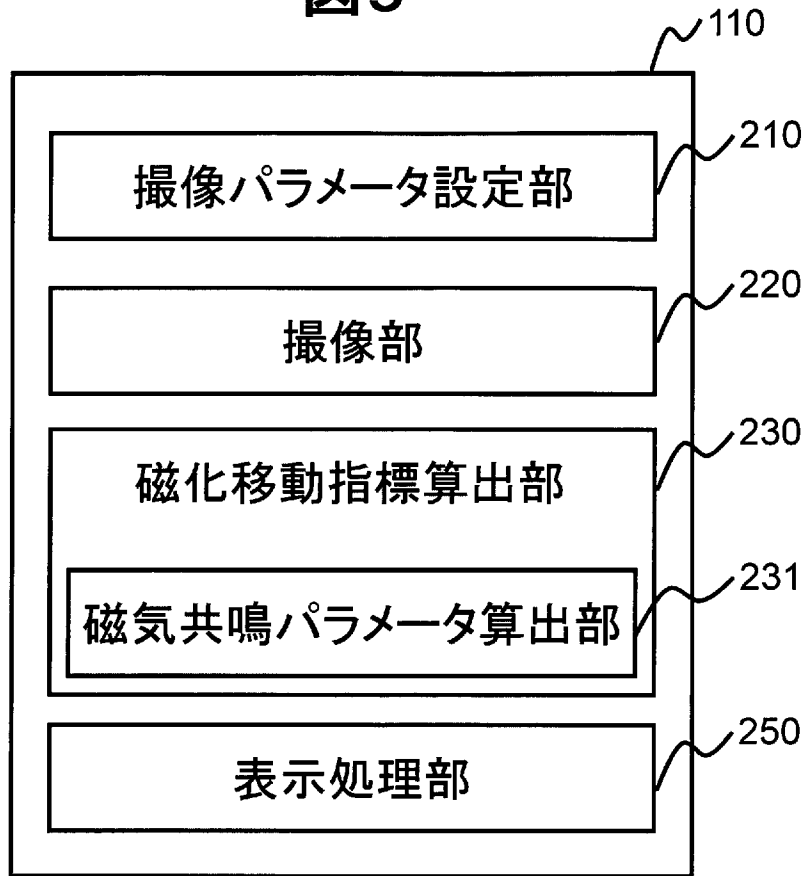 110
210
撮像パラメータ設定部
220
撮像部
230
磁化移動指標算出部
231
磁気共鳴パラメータ算出部
250
表示処理部